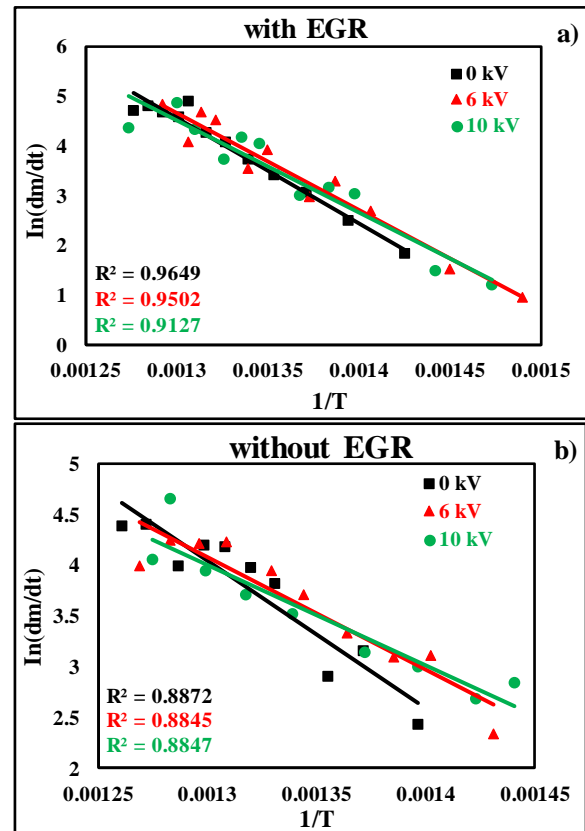 with EGR
a)
6
5
4
3
2
1
0
In(dm/dt)
0 kV
6 kV
10 kV
R² = 0.9649
R² = 0.9502
R² = 0.9127
0.00125 0.0013 0.00135 0.0014 0.00145 0.0015
1/T
without EGR
b)
5
4.5
4
3.5
3
2.5
2
In(dm/dt)
0 kV
6 kV
10 kV
R² = 0.8872
R² = 0.8845
R² = 0.8847
0.00125 0.0013 0.00135 0.0014 0.00145
1/T